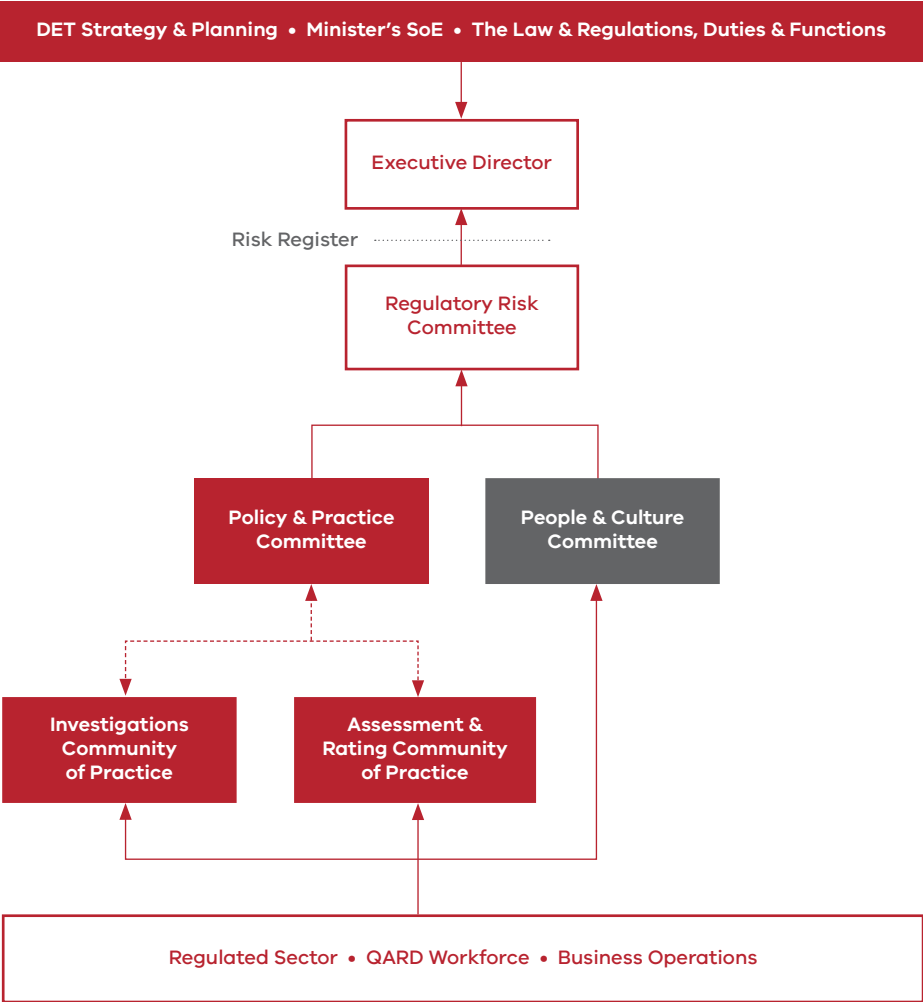 DET Strategy & Planning • Minister's SoE • The Law & Regulations, Duties & Functions
Executive Director
Risk Register
Regulatory Risk
Committee
Policy & Practice
Committee
People & Culture
Committee
Investigations
Community
of Practice
Assessment &
Rating Community
of Practice
Regulated Sector • QARD Workforce • Business Operations